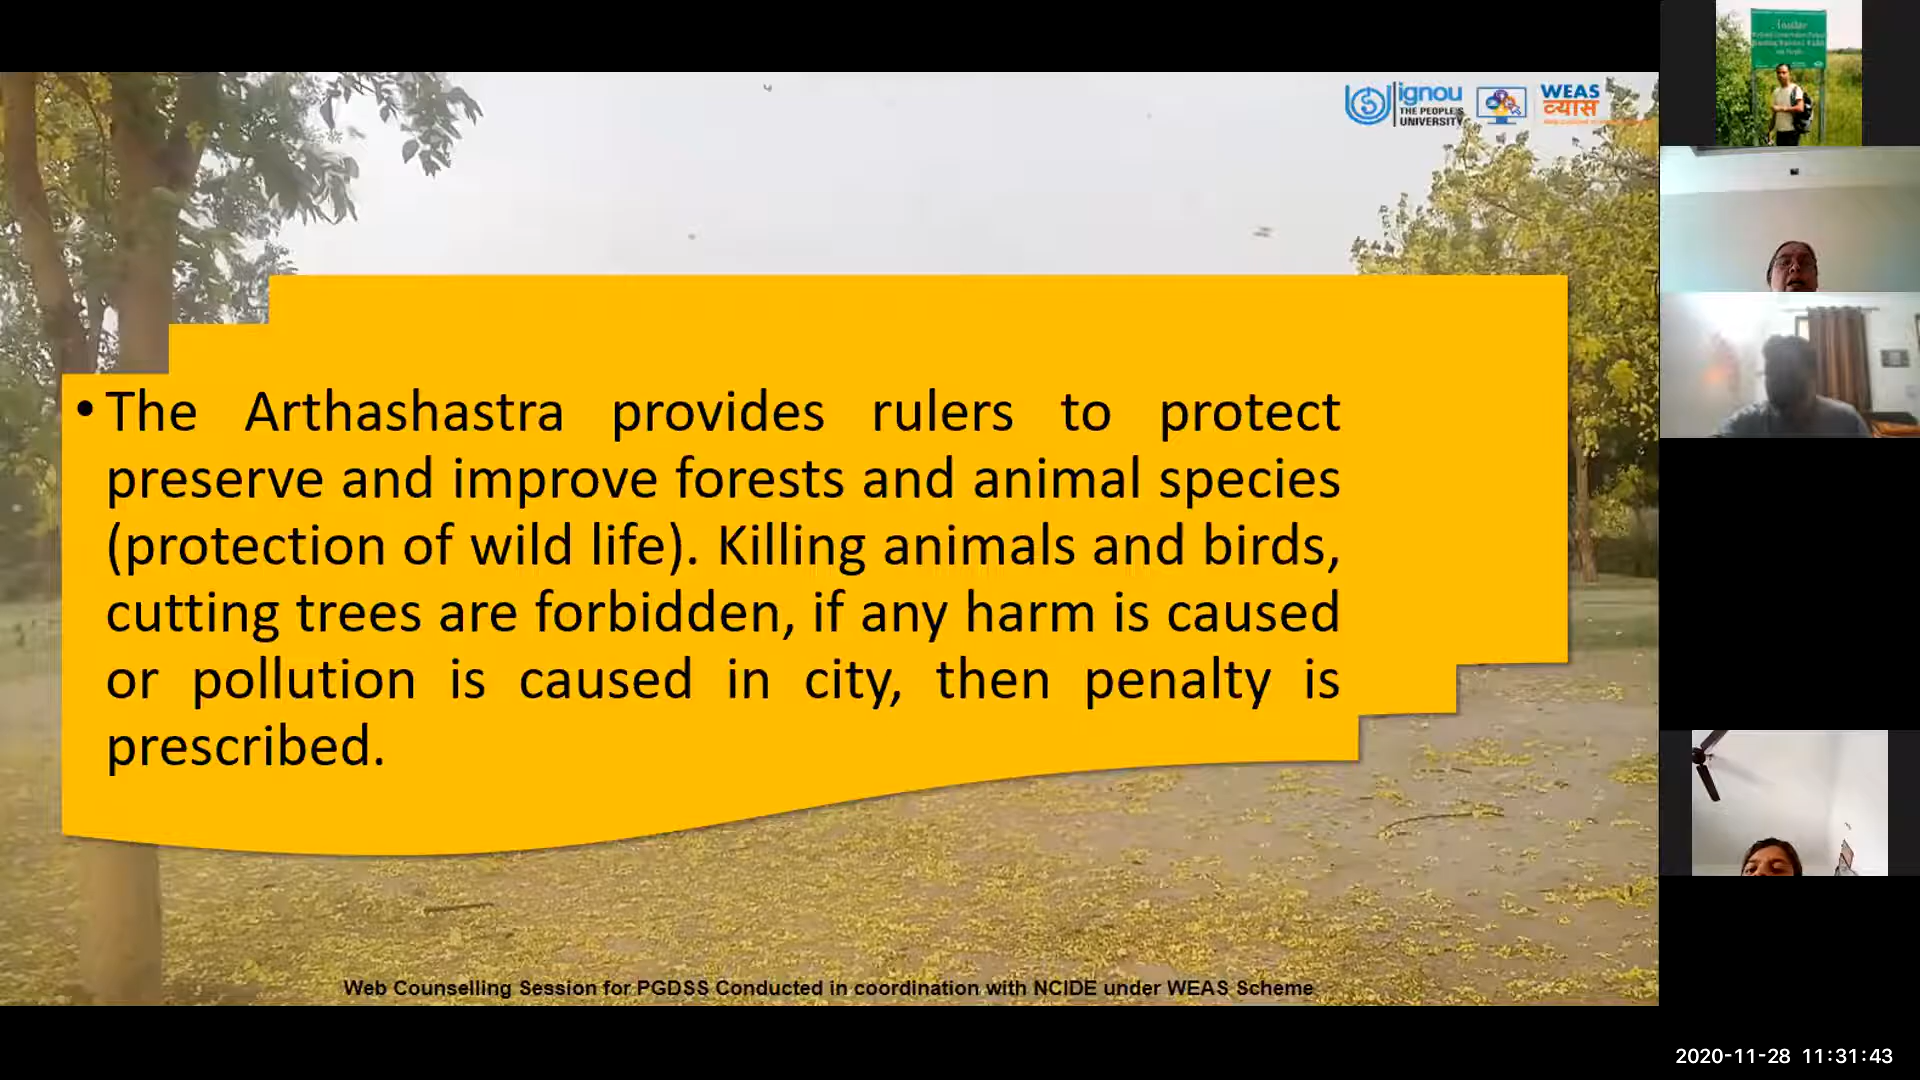 ignou
THE PEOPLE'S
UNIVERSITY
WEAS
व्यास
• The Arthashastra provides rulers to protect
preserve and improve forests and animal species
(protection of wild life). Killing animals and birds,
cutting trees are forbidden, if any harm is caused
or pollution is caused in city, then penalty is
prescribed.
Web Counselling Session for PGDSS Conducted in coordination with NCIDE under WEAS Scheme
2020-11-28 11:31:43